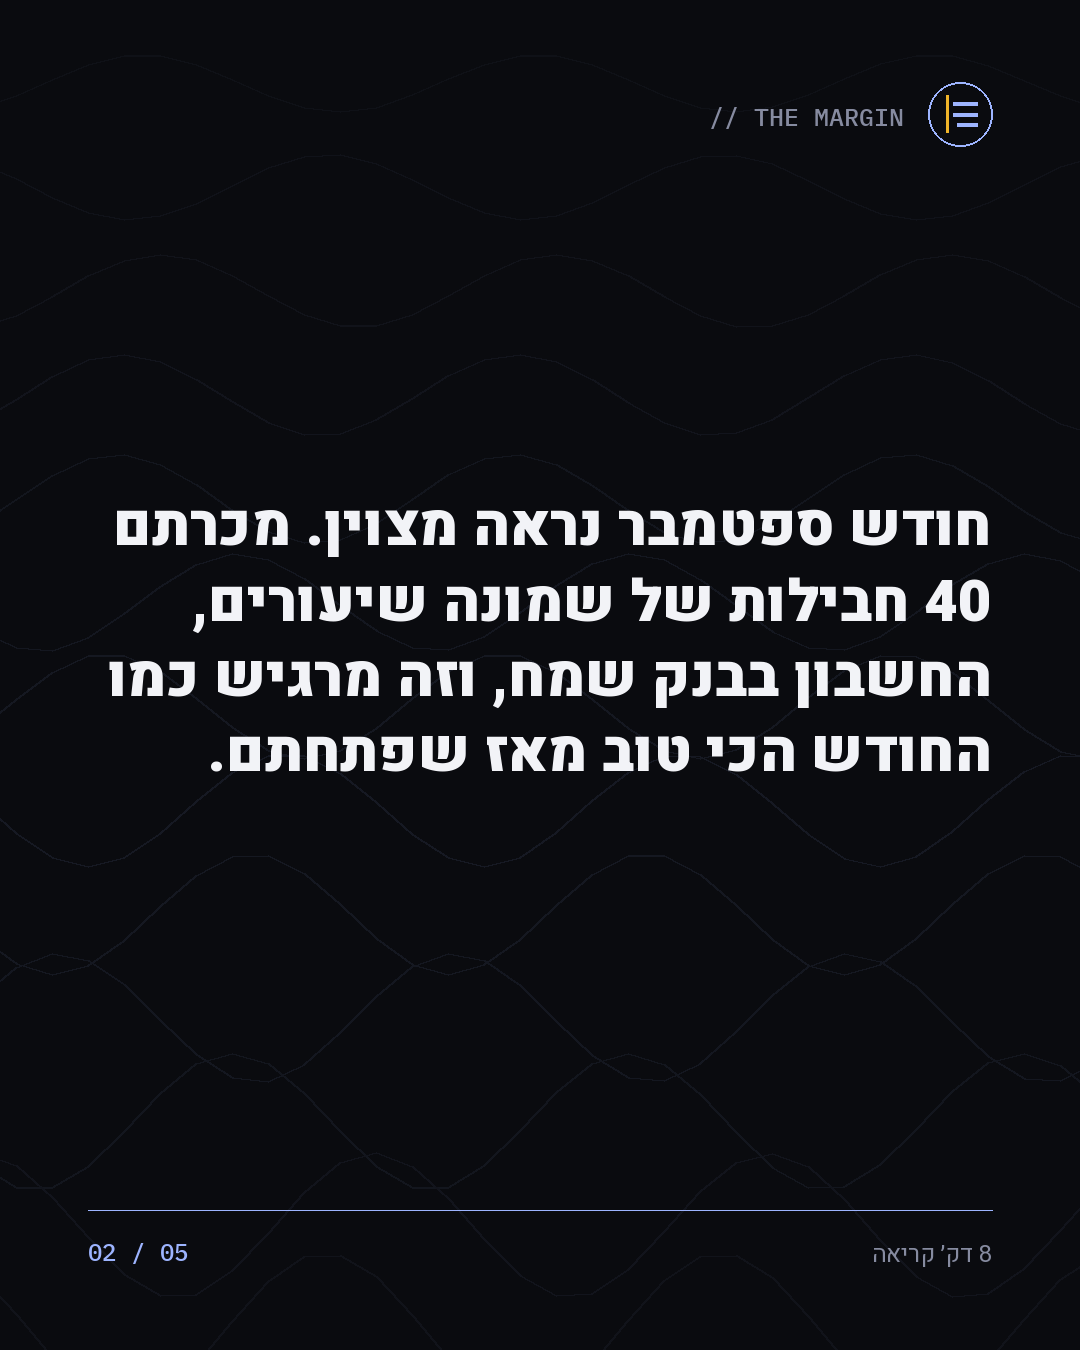 // THE MARGIN
חודש ספטמבר נראה מצוין. מכרתם
40 חבילות של שמונה שיעורים,
החשבון בבנק שמח, וזה מרגיש כמו
החודש הכי טוב מאז שפתחתם.
8 דק׳ קריאה
02 / 05